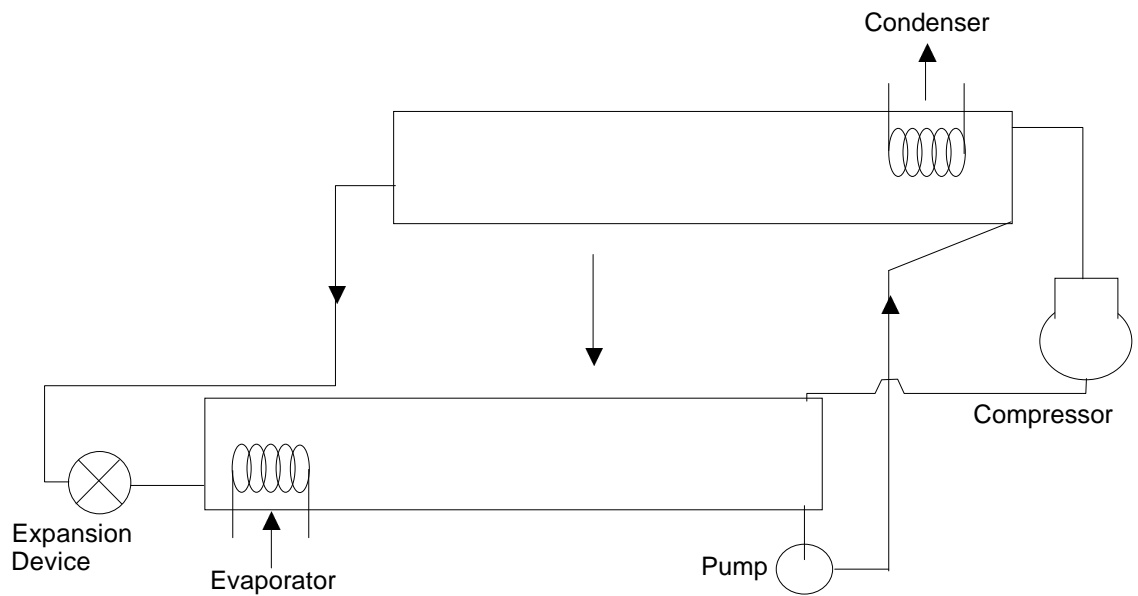 Condenser
Compressor
Expansion
Device
Evaporator
Pump